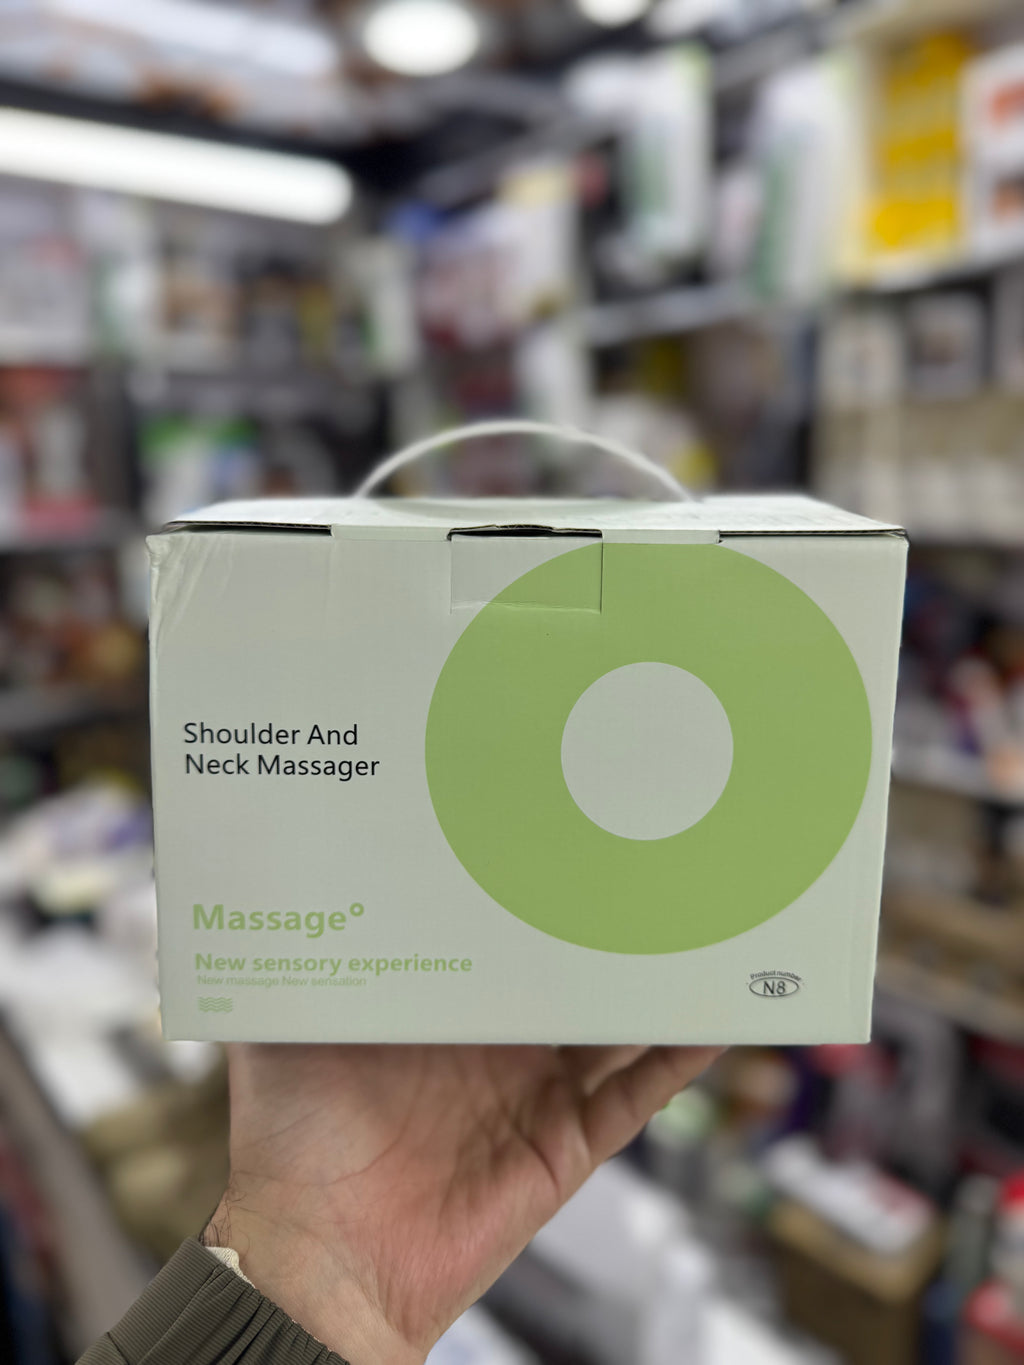 Shoulder And
Neck Massager
Massage°
New sensory experience
New massage New sensation
Product number
N8